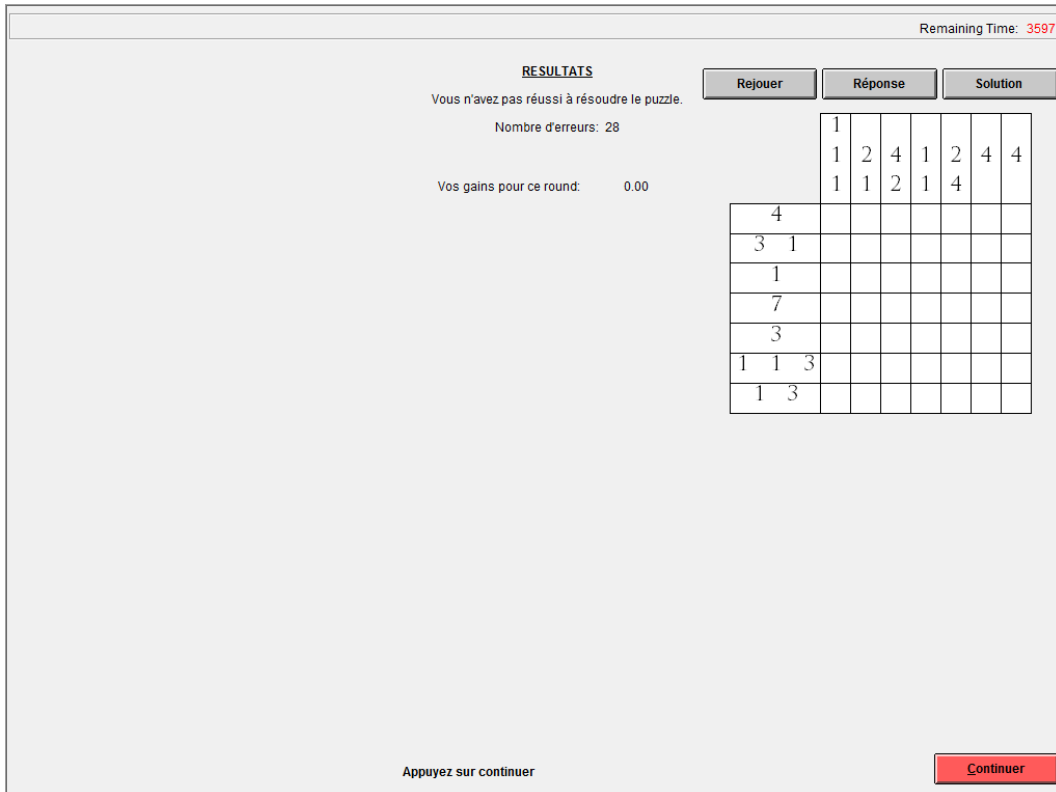 Remaining Time: 3597
RESULTATS
Rejouer Réponse Solution
Vous n'avez pas réussi à résoudre le puzzle.
Nombre d'erreurs: 28
Vos gains pour ce round: 0.00
1
1 2 4 1 2 4 4
1 1 2 1 4
4
3 1
1
7
3
1 1 3
1 3
Appuyez sur continuer
Continuer